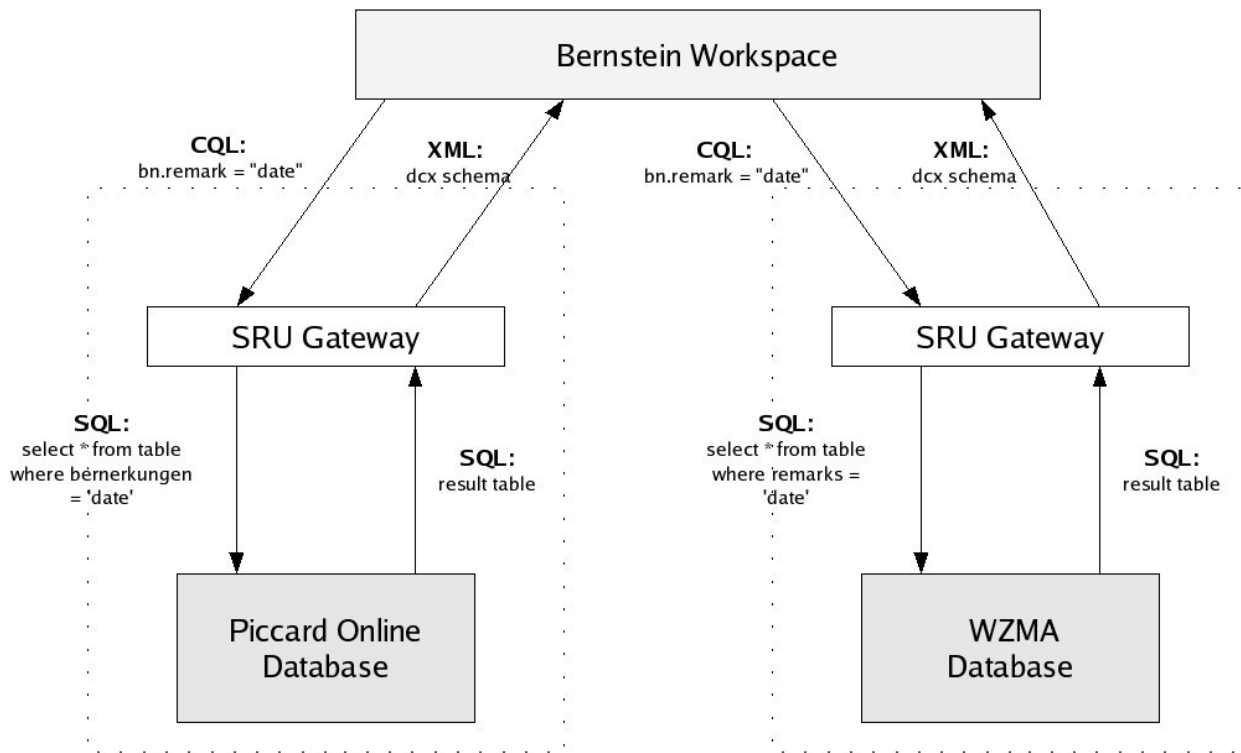 Bernstein Workspace
CQL:
bn.remark = "date"
XML:
dcx schema
CQL:
bn.remark = "date"
XML:
dcx schema
SRU Gateway
SRU Gateway
SQL:
select * from table
where bemerkungen
= 'date'
SQL:
result table
SQL:
select * from table
where remarks =
'date'
SQL:
result table
Piccard Online
Database
WZMA
Database